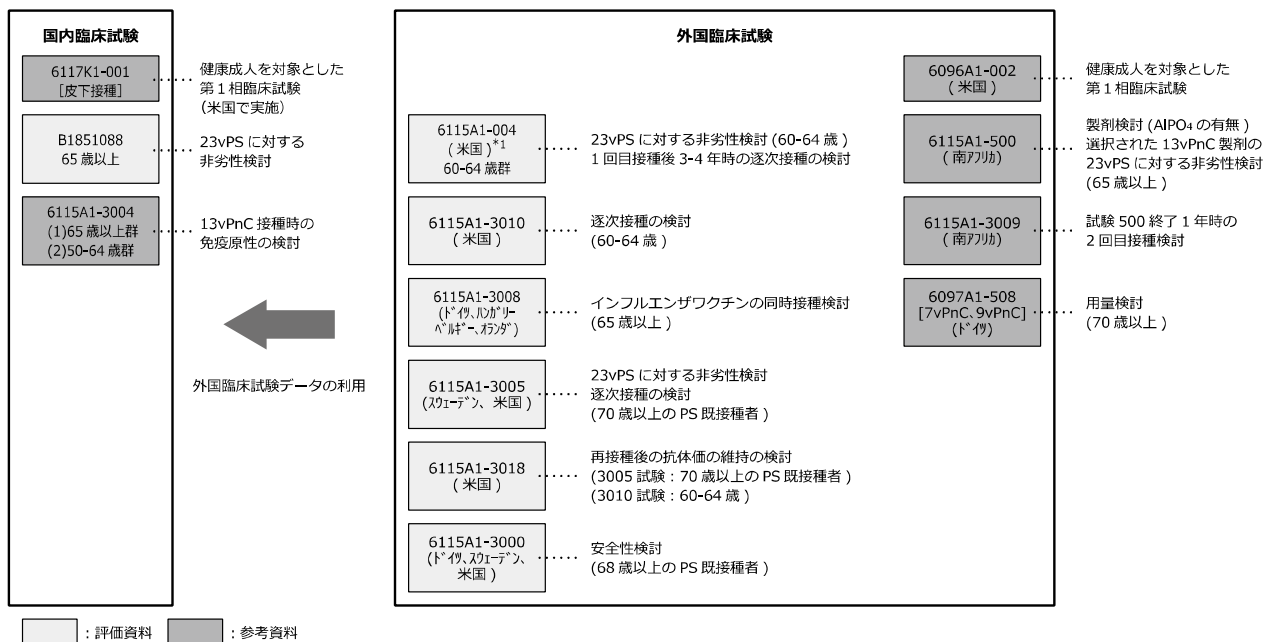 国内臨床試験
6117K1-001
[皮下接種]
健康成人を対象とした
第1相臨床試験
(米国で実施)
B1851088
65歳以上
23vPSに対する
非劣性検討
6115A1-3004
(1)65歳以上群
(2)50-64歳群
13vPnC接種時の
免疫原性の検討
外国臨床試験データの利用
外国臨床試験
6115A1-004
(米国)*1
60-64歳群
23vPSに対する非劣性検討(60-64歳)
1回目接種後3-4年時の逐次接種の検討
6115A1-3010
(米国)
逐次接種の検討
(60-64歳)
6115A1-3008
(ドイツ、ハンガリー
ベルギー、オランダ)
インフルエンザワクチンの同時接種検討
(65歳以上)
6115A1-3005
(スウェーデン、米国)
23vPSに対する非劣性検討
逐次接種の検討
(70歳以上のPS既接種者)
6115A1-3018
(米国)
再接種後の抗体価の維持の検討
(3005試験:70歳以上のPS既接種者)
(3010試験:60-64歳)
6115A1-3000
(ドイツ、スウェーデン、
米国)
安全性検討
(68歳以上のPS既接種者)
6096A1-002
(米国)
健康成人を対象とした
第1相臨床試験
6115A1-500
(南アフリカ)
製剤検討(AlPO₄の有無)
選択された13vPnC製剤の
23vPSに対する非劣性検討
(65歳以上)
6115A1-3009
(南アフリカ)
試験500終了1年時の
2回目接種検討
6097A1-508
[7vPnC、9vPnC]
(ドイツ)
用量検討
(70歳以上)
:評価資料 :参考資料